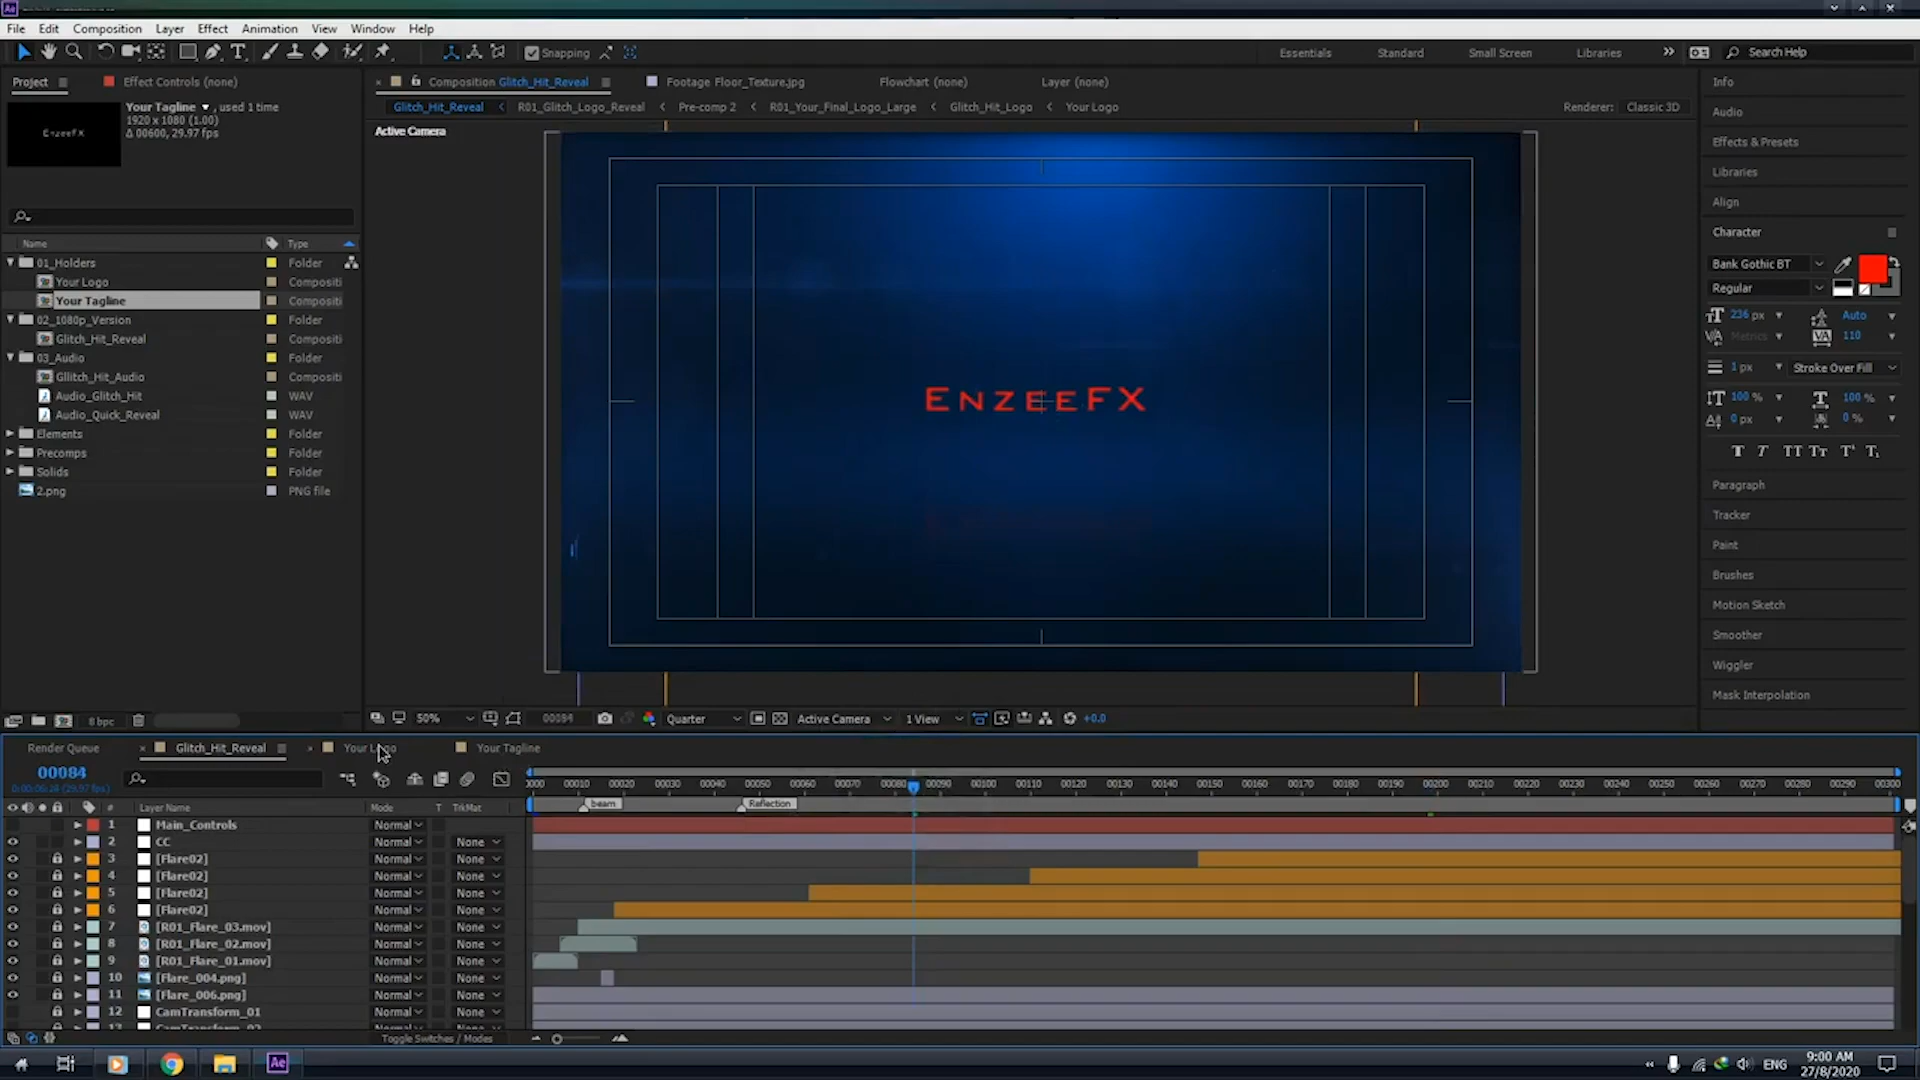 Ae
File Edit Composition Layer Effect Animation View Window Help
Snapping
Essentials Standard Small Screen Libraries » Search Help
Project Effect Controls (none)
Your Tagline ▼ , used 1 time
1920 x 1080 (1.00)
Δ 00600, 29.97 fps
EnzeeFX
Name Type
01_Holders Folder
Your Logo Compositi
Your Tagline Compositi
02_1080p_Version Folder
Glitch_Hit_Reveal Compositi
03_Audio Folder
Gllitch_Hit_Audio Compositi
Audio_Glitch_Hit WAV
Audio_Quick_Reveal WAV
Elements Folder
Precomps Folder
Solids Folder
2.png PNG file
8 bpc
Composition Glitch_Hit_Reveal Footage Floor_Texture.jpg Flowchart (none) Layer (none)
Glitch_Hit_Reveal R01_Glitch_Logo_Reveal Pre-comp 2 R01_Your_Final_Logo_Large Glitch_Hit_Logo Your Logo Renderer: Classic 3D
Active Camera
EnzeeFX
50% 00084 Quarter Active Camera 1 View +0.0
Info
Audio
Effects & Presets
Libraries
Align
Character
Bank Gothic BT
Regular
236 px Auto
Metrics 110
1 px Stroke Over Fill
100 % 100 %
0 px 0 %
T T TT Tt T' T,
Paragraph
Tracker
Paint
Brushes
Motion Sketch
Smoother
Wiggler
Mask Interpolation
Render Queue Glitch_Hit_Reveal Your Logo Your Tagline
00084
0000 00010 00020 00030 00040 00050 00060 00070 00080 00090 00100 00110 00120 00130 00140 00150 00160 00170 00180 00190 00200 00210 00220 00230 00240 00250 00260 00270 00280 00290 00300
beam Reflection
# Layer Name Mode T TrkMat
1 Main_Controls Normal
2 CC Normal None
3 [Flare02] Normal None
4 [Flare02] Normal None
5 [Flare02] Normal None
6 [Flare02] Normal None
7 [R01_Flare_03.mov] Normal None
8 [R01_Flare_02.mov] Normal None
9 [R01_Flare_01.mov] Normal None
10 [Flare_004.png] Normal None
11 [Flare_006.png] Normal None
12 CamTransform_01 Normal None
Toggle Switches / Modes
Ae
ENG
9:00 AM
27/8/2020